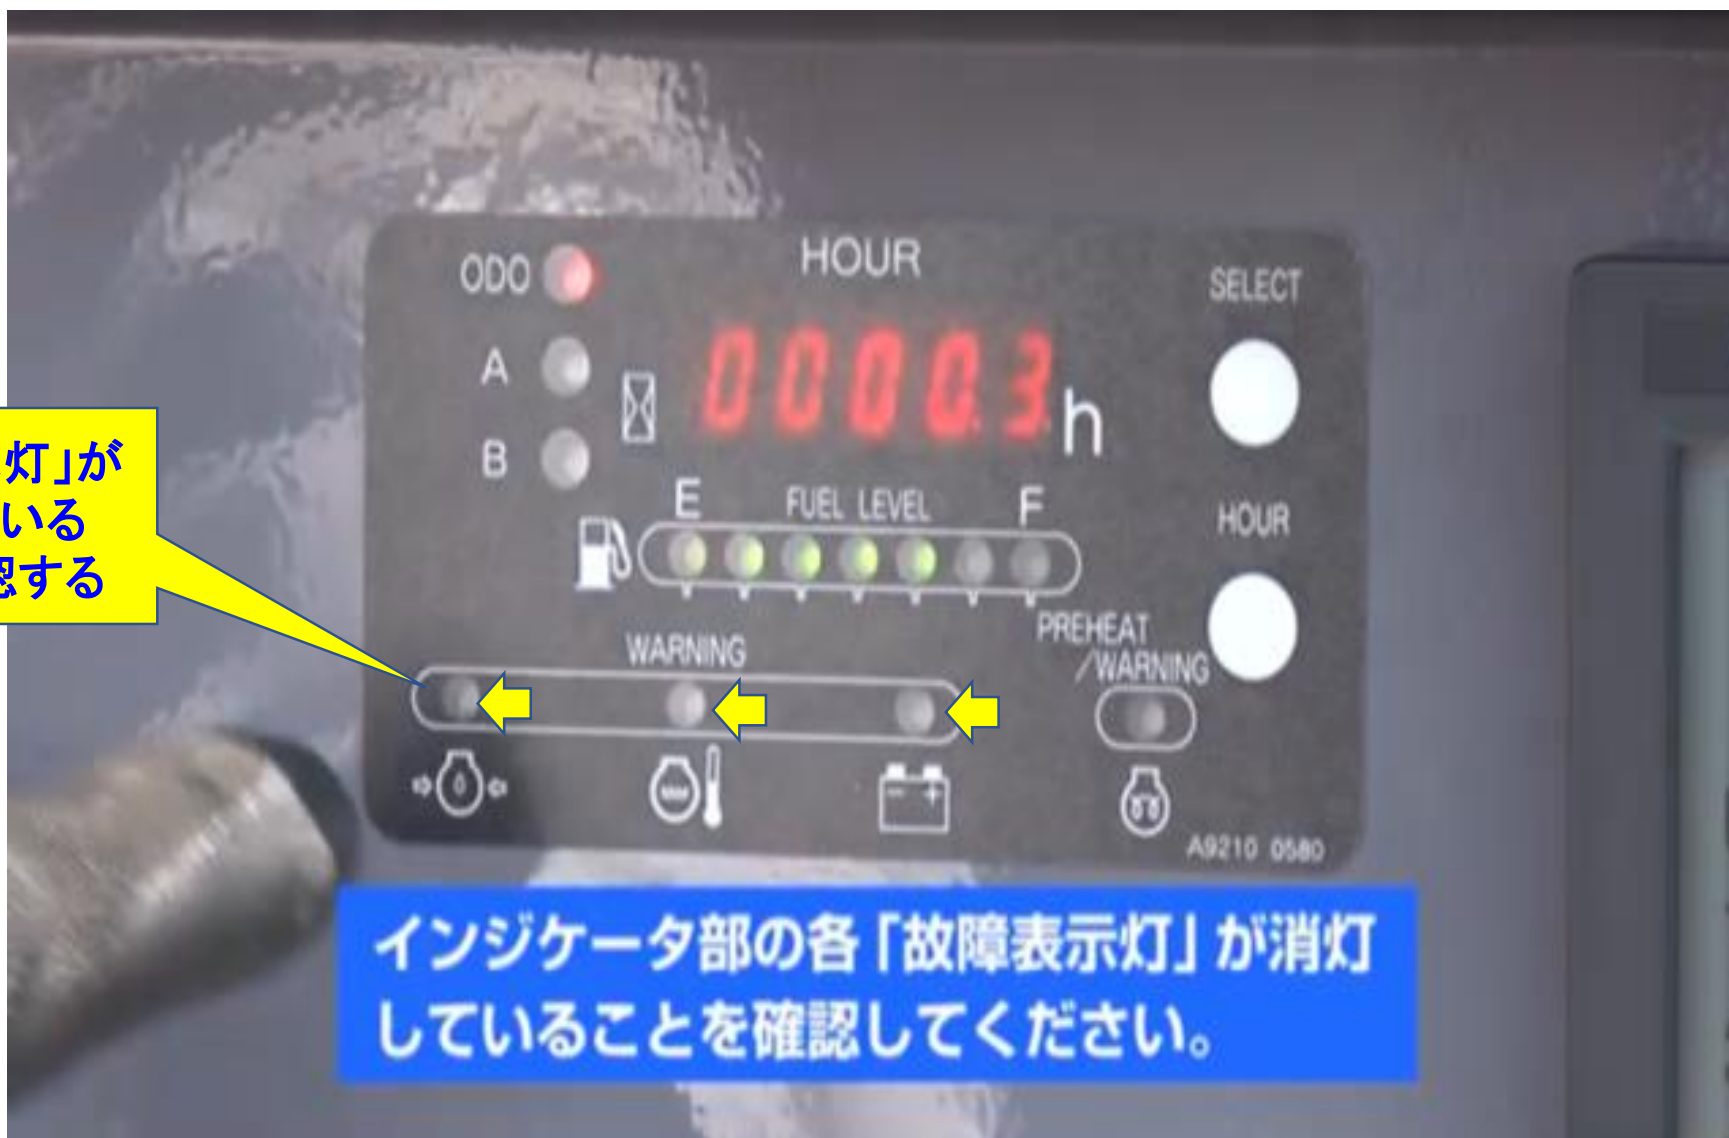 ODO
HOUR
SELECT
A
0000.3 h
B
E FUEL LEVEL F
HOUR
灯」が
いる
認する
WARNING
PREHEAT
/WARNING
A9210 0580
インジケータ部の各「故障表示灯」が消灯
していることを確認してください。